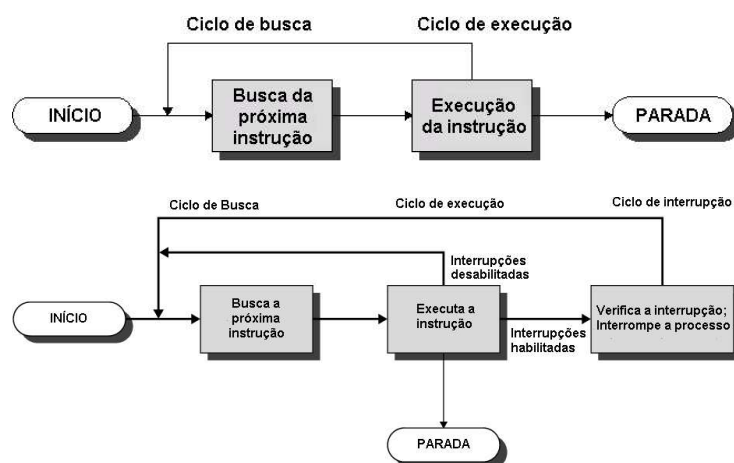 Ciclo de busca
Ciclo de execução
INÍCIO
Busca da
próxima
instrução
Execução
da instrução
PARADA
Ciclo de Busca
Ciclo de execução
Ciclo de interrupção
Interrupções
desabilitadas
INÍCIO
Busca a
próxima
instrução
Executa a
instrução
Interrupções
habilitadas
Verifica a interrupção;
Interrompe a processo
PARADA